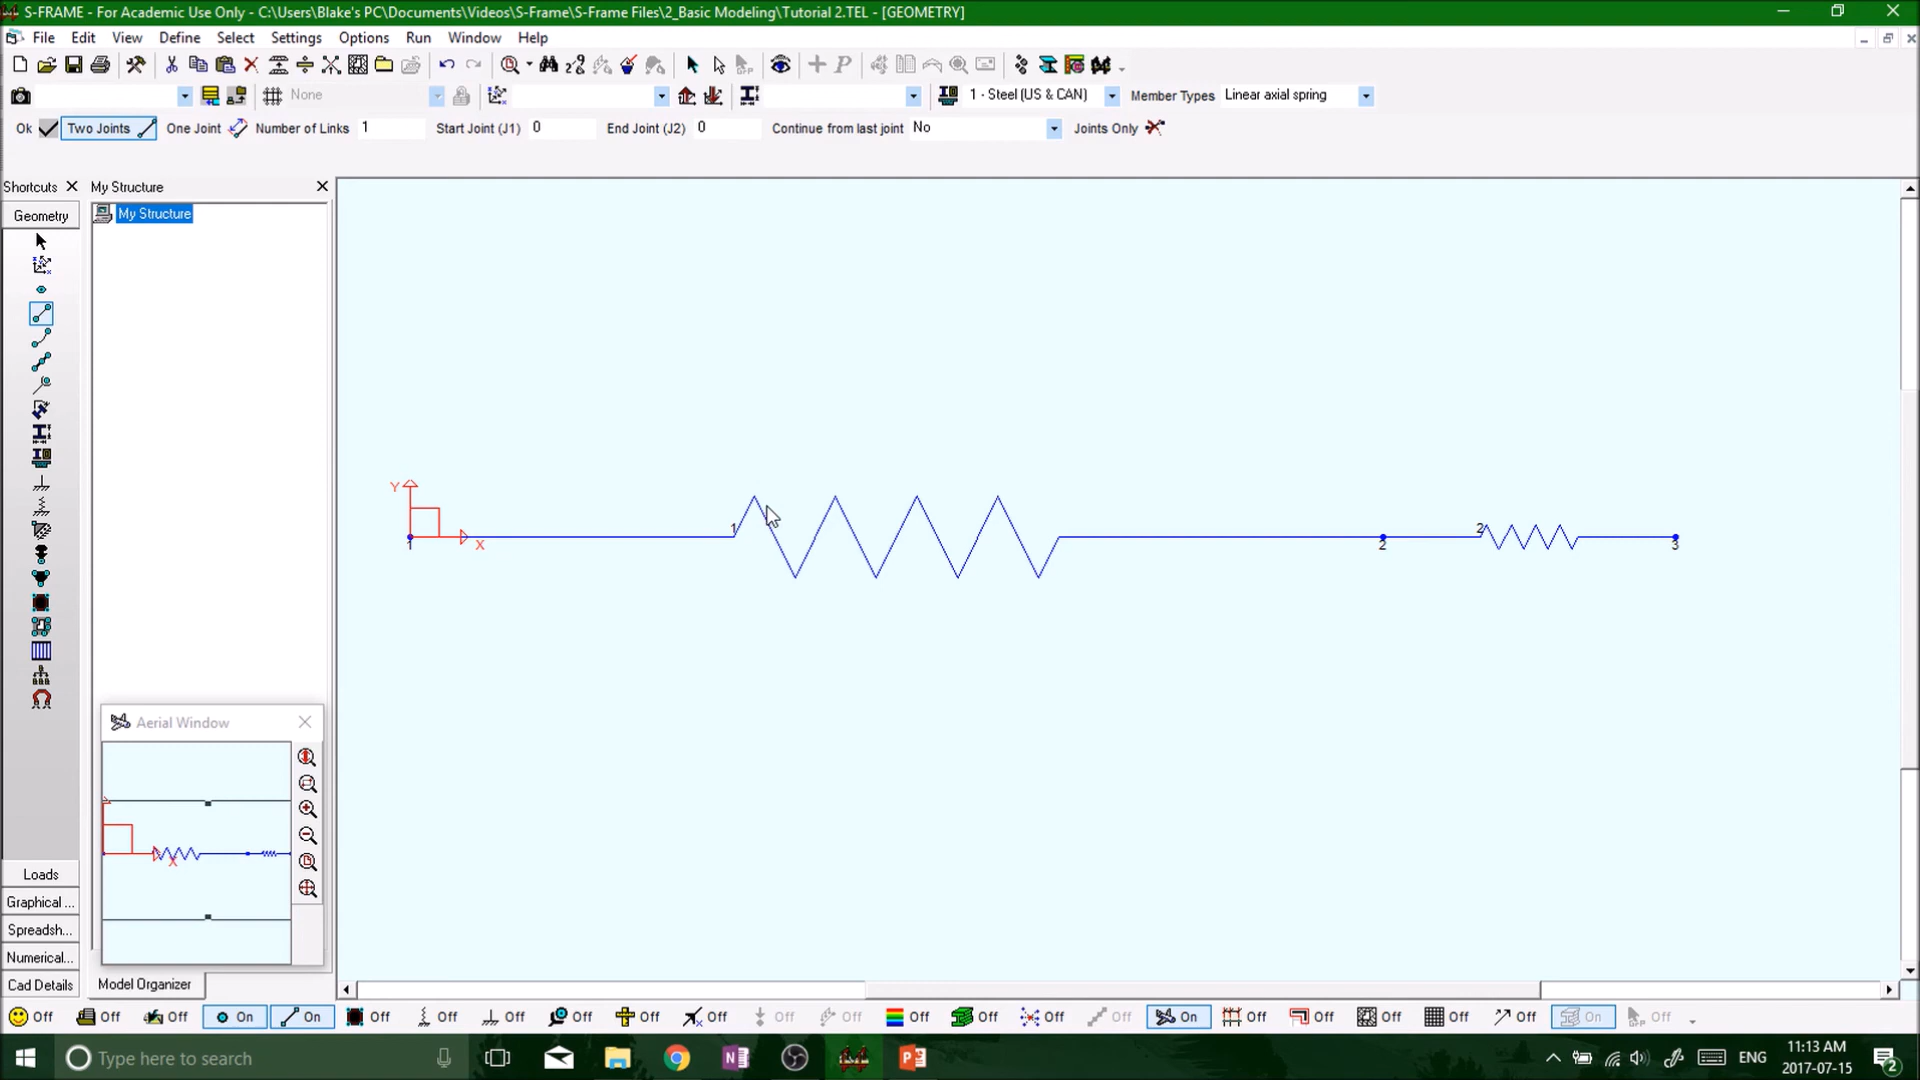 S-FRAME - For Academic Use Only - C:\Users\Blake's PC\Documents\Videos\S-Frame\S-Frame Files\2_Basic Modeling\Tutorial 2.TEL - [GEOMETRY]
File Edit View Define Select Settings Options Run Window Help
None 1 - Steel (US & CAN) Member Types Linear axial spring
Ok Two Joints One Joint Number of Links 1 Start Joint (J1) 0 End Joint (J2) 0 Continue from last joint No Joints Only
Shortcuts My Structure
Geometry My Structure
Y
X
1 1 2 2 3
Aerial Window
X
Loads
Graphical ...
Spreadsh...
Numerical...
Cad Details Model Organizer
Off Off Off On On Off Off Off Off Off Off Off Off Off Off Off Off On Off Off Off Off Off On Off
Type here to search ENG 11:13 AM
2017-07-15
2